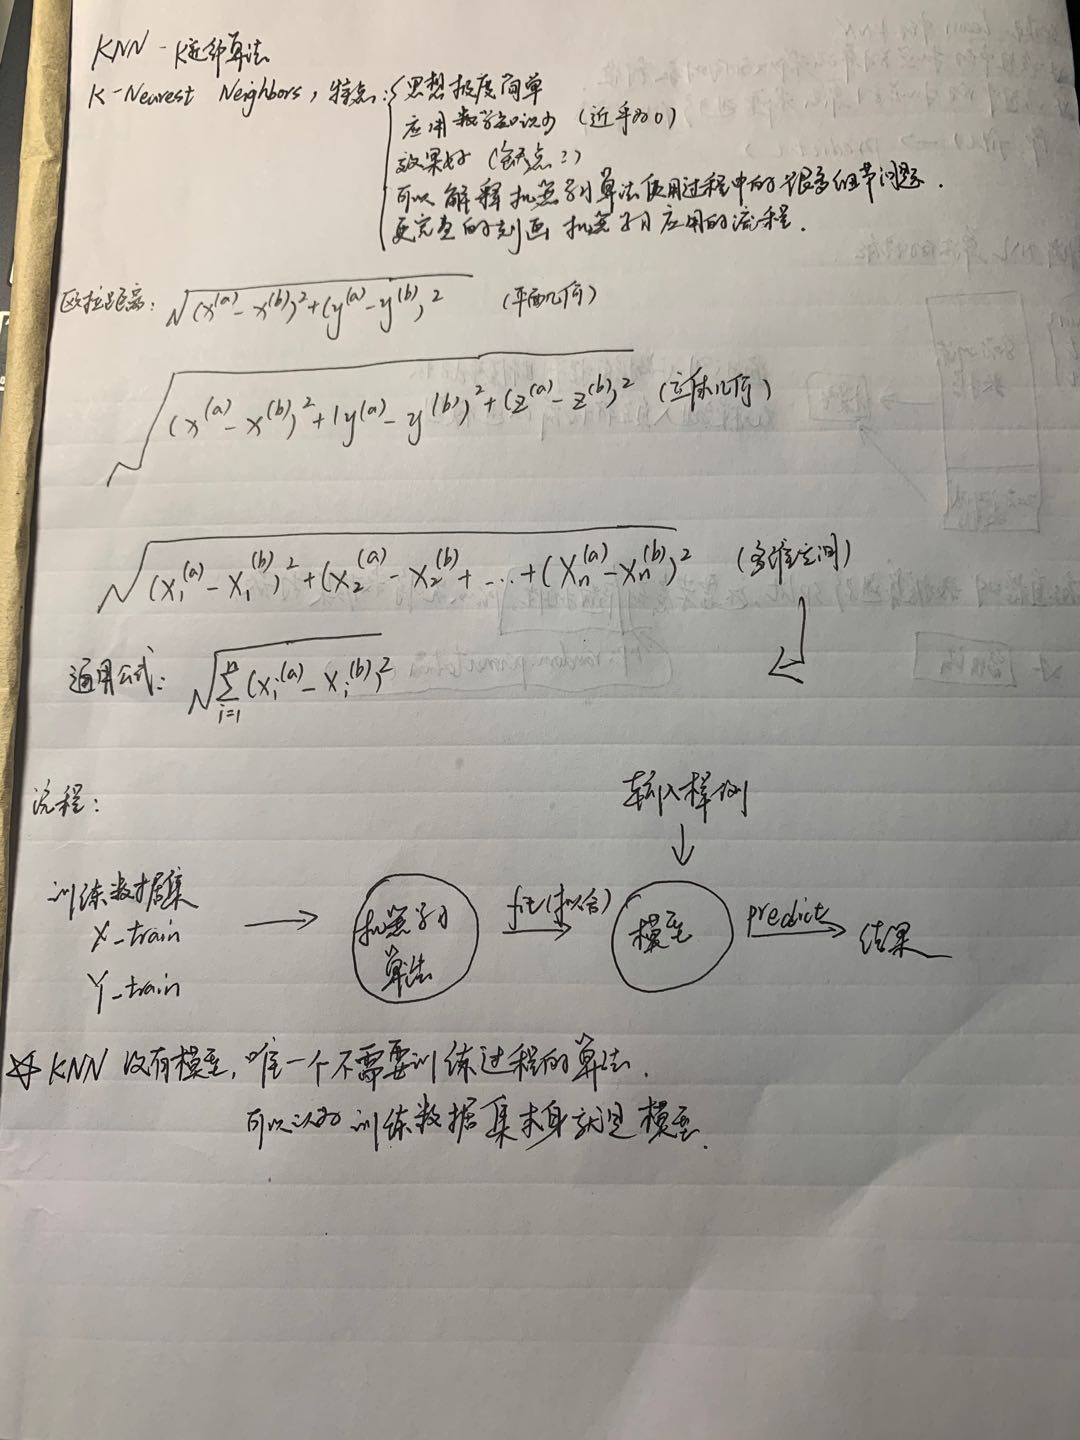 KNN - K近邻算法
K-Nearest Neighbors, 特点: { 思想极度简单
应用数学知识少 (近乎为0)
效果好 (缺点?)
可以解释机器学习算法使用过程中的很多细节问题.
更完整的刻画机器学习应用的流程.
欧拉距离: √(x^(a) - x^(b))^2 + (y^(a) - y^(b))^2 (平面几何)
√(x^(a) - x^(b))^2 + (y^(a) - y^(b))^2 + (z^(a) - z^(b))^2 (立体几何)
√(X_1^(a) - X_1^(b))^2 + (X_2^(a) - X_2^(b) + ... + (X_n^(a) - X_n^(b))^2 (多维空间)
通用公式: √∑_{i=1}^n (X_i^(a) - X_i^(b))^2
流程:
输入样例
↓
训练数据集
X_train
Y_train
→ 机器学习 算法 fit(拟合) → 模型 predict → 结果
☆ KNN 没有模型, 唯一个不需要训练过程的算法.
可以认为训练数据集本身就是模型.